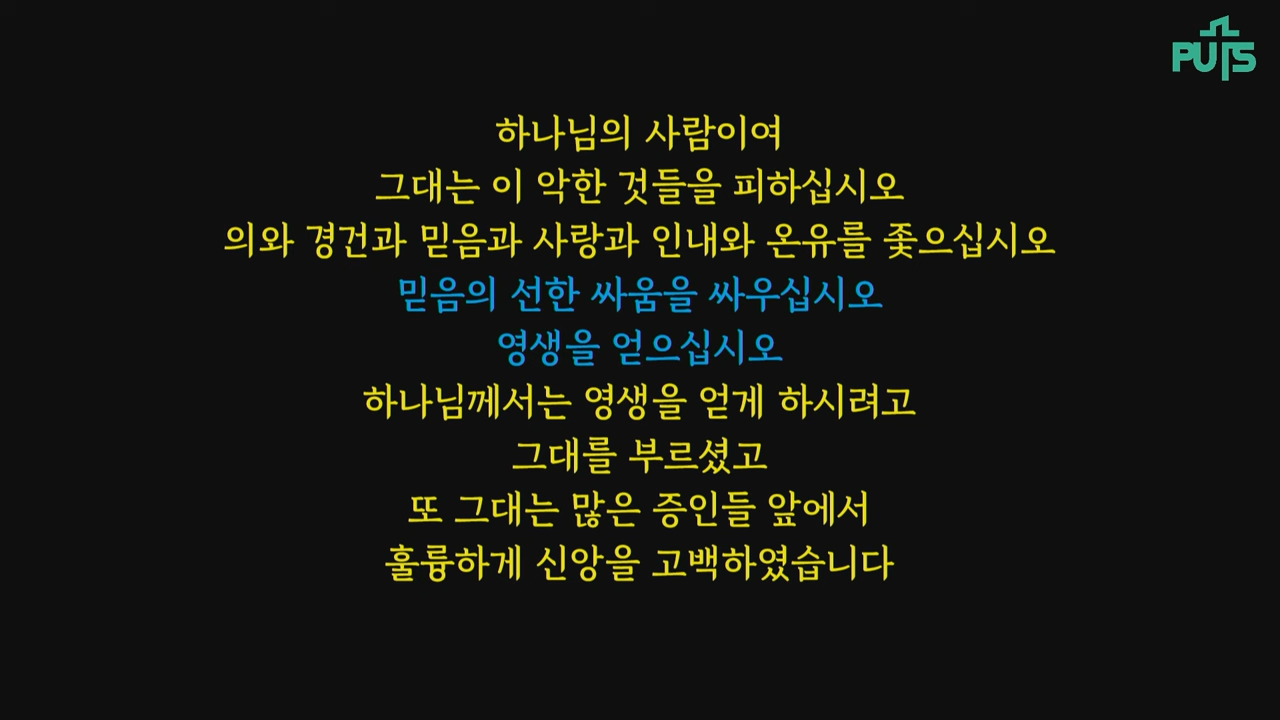 PUTS
하나님의 사람이여
그대는 이 악한 것들을 피하십시오
의와 경건과 믿음과 사랑과 인내와 온유를 좇으십시오
믿음의 선한 싸움을 싸우십시오
영생을 얻으십시오
하나님께서는 영생을 얻게 하시려고
그대를 부르셨고
또 그대는 많은 증인들 앞에서
훌륭하게 신앙을 고백하였습니다